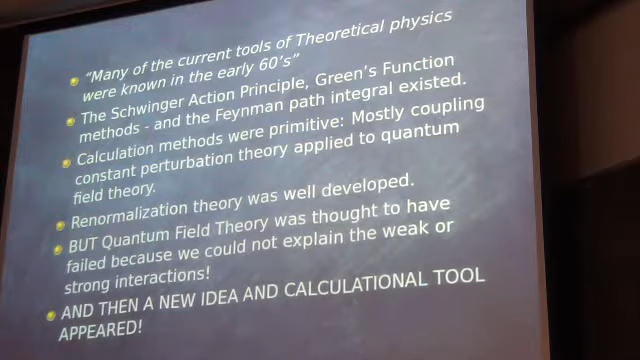 "Many of the current tools of Theoretical physics
were known in the early 60's"
The Schwinger Action Principle, Green's Function
methods - and the Feynman path integral existed.
Calculation methods were primitive: Mostly coupling
constant perturbation theory applied to quantum
field theory.
Renormalization theory was well developed.
BUT Quantum Field Theory was thought to have
failed because we could not explain the weak or
strong interactions!
AND THEN A NEW IDEA AND CALCULATIONAL TOOL
APPEARED!